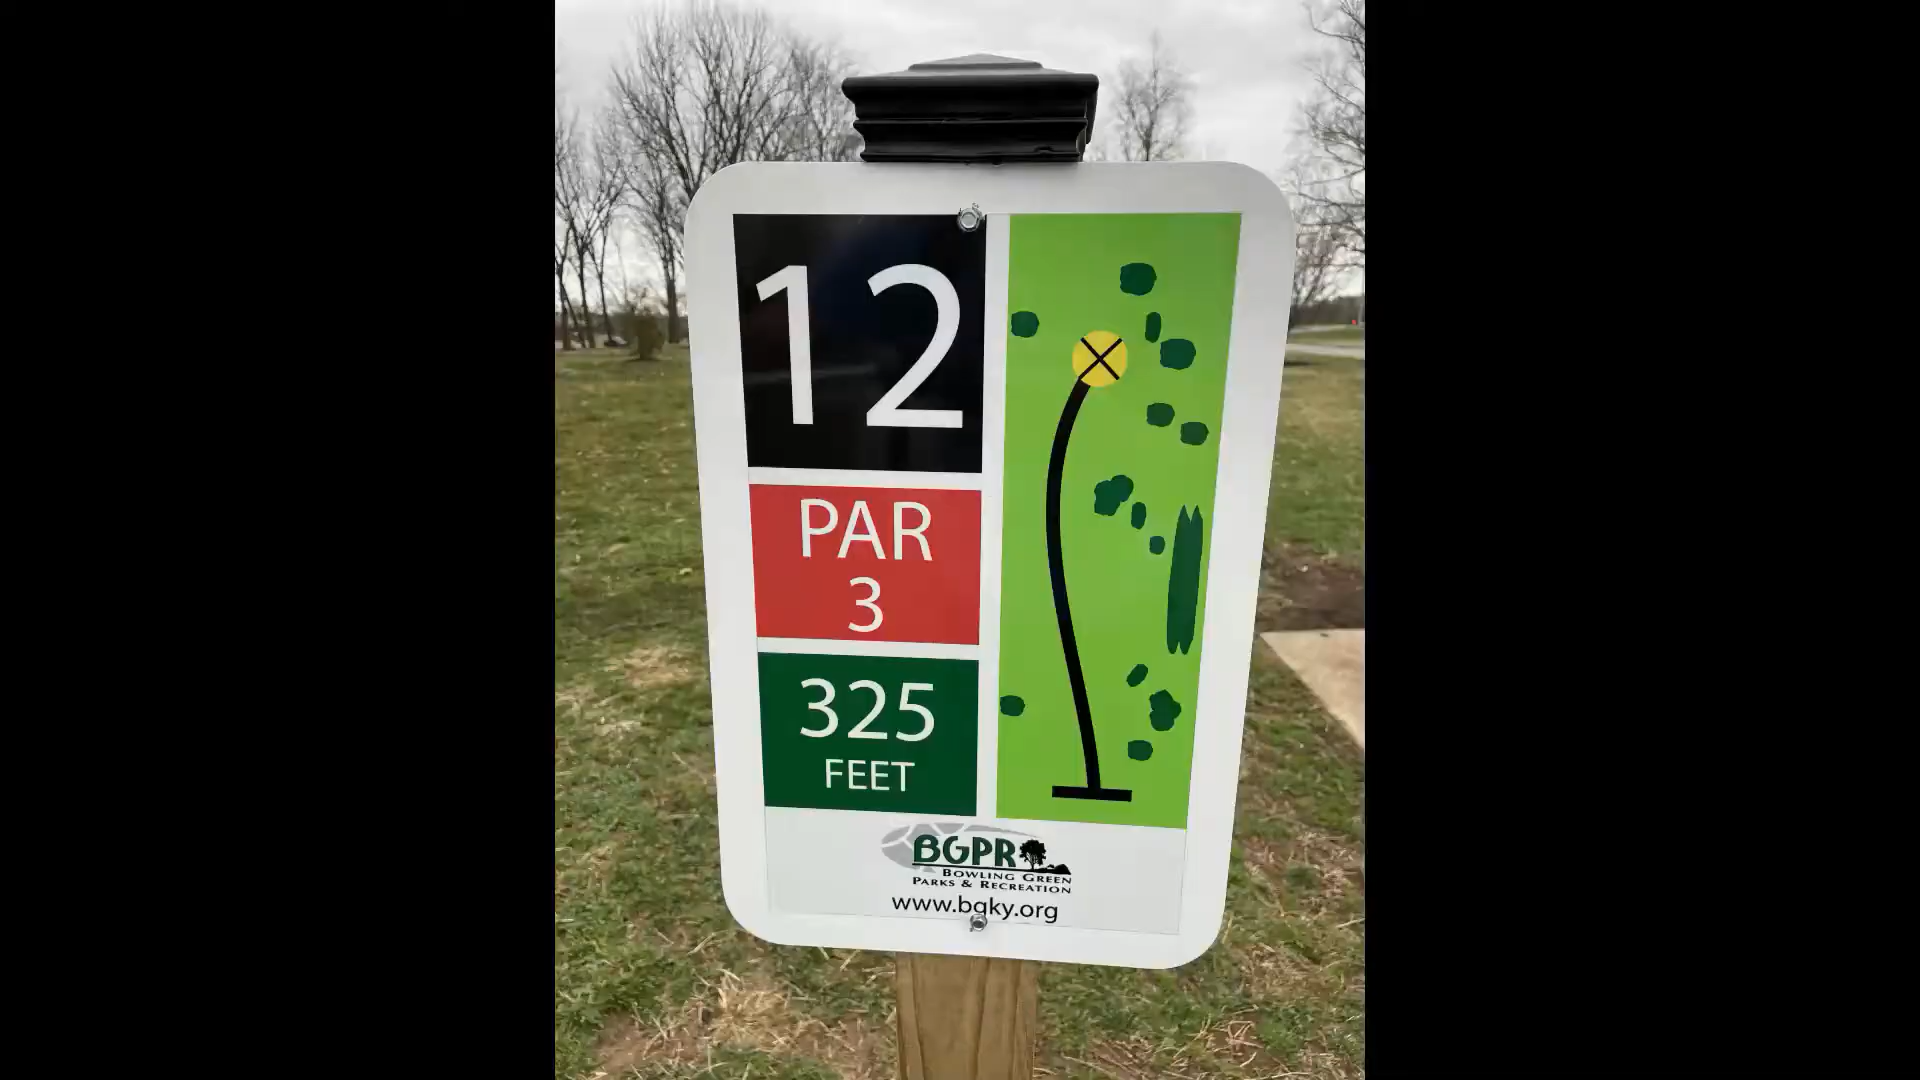 12
PAR
3
325
FEET
BGPR
BOWLING GREEN
PARKS & RECREATION
www.bgky.org